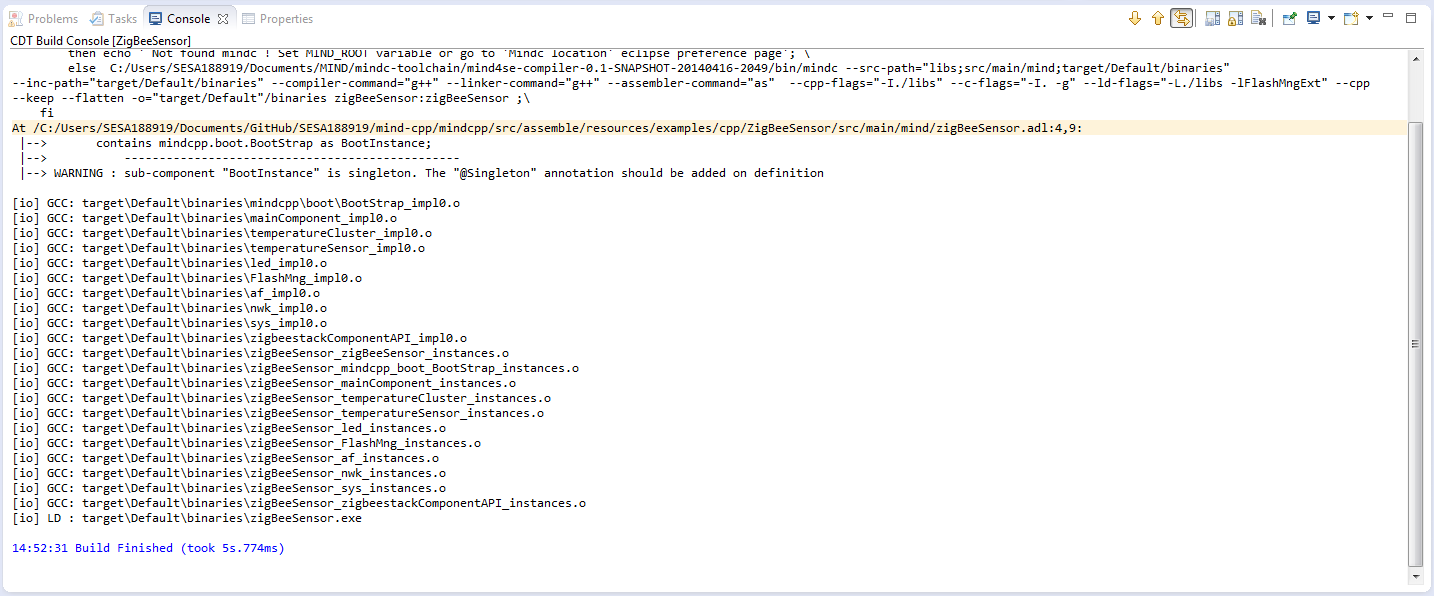 Problems Tasks Console Properties
CDT Build Console [ZigBeeSensor]
then echo ' Not found mindc ! Set MIND_ROOT variable or go to 'Mindc location' eclipse preference page'; \
else C:/Users/SESA188919/Documents/MIND/mindc-toolchain/mind4se-compiler-0.1-SNAPSHOT-20140416-2049/bin/mindc --src-path="libs;src/main/mind;target/Default/binaries"
--inc-path="target/Default/binaries" --compiler-command="g++" --linker-command="g++" --assembler-command="as" --cpp-flags="-I./libs" --c-flags="-I. -g" --ld-flags="-L./libs -lFlashMngExt" --cpp
--keep --flatten -o="target/Default"/binaries zigBeeSensor:zigBeeSensor ;\
fi
At /C:/Users/SESA188919/Documents/GitHub/SESA188919/mind-cpp/mindcpp/src/assemble/resources/examples/cpp/ZigBeeSensor/src/main/mind/zigBeeSensor.adl:4,9:
|--> contains mindcpp.boot.BootStrap as BootInstance;
|--> ------------------------------------------------
|--> WARNING : sub-component "BootInstance" is singleton. The "@Singleton" annotation should be added on definition
[io] GCC: target\Default\binaries\mindcpp\boot\BootStrap_impl0.o
[io] GCC: target\Default\binaries\mainComponent_impl0.o
[io] GCC: target\Default\binaries\temperatureCluster_impl0.o
[io] GCC: target\Default\binaries\temperatureSensor_impl0.o
[io] GCC: target\Default\binaries\led_impl0.o
[io] GCC: target\Default\binaries\FlashMng_impl0.o
[io] GCC: target\Default\binaries\af_impl0.o
[io] GCC: target\Default\binaries\nwk_impl0.o
[io] GCC: target\Default\binaries\sys_impl0.o
[io] GCC: target\Default\binaries\zigbeestackComponentAPI_impl0.o
[io] GCC: target\Default\binaries\zigBeeSensor_zigBeeSensor_instances.o
[io] GCC: target\Default\binaries\zigBeeSensor_mindcpp_boot_BootStrap_instances.o
[io] GCC: target\Default\binaries\zigBeeSensor_mainComponent_instances.o
[io] GCC: target\Default\binaries\zigBeeSensor_temperatureCluster_instances.o
[io] GCC: target\Default\binaries\zigBeeSensor_temperatureSensor_instances.o
[io] GCC: target\Default\binaries\zigBeeSensor_led_instances.o
[io] GCC: target\Default\binaries\zigBeeSensor_FlashMng_instances.o
[io] GCC: target\Default\binaries\zigBeeSensor_af_instances.o
[io] GCC: target\Default\binaries\zigBeeSensor_nwk_instances.o
[io] GCC: target\Default\binaries\zigBeeSensor_sys_instances.o
[io] GCC: target\Default\binaries\zigBeeSensor_zigbeestackComponentAPI_instances.o
[io] LD : target\Default\binaries\zigBeeSensor.exe
14:52:31 Build Finished (took 5s.774ms)